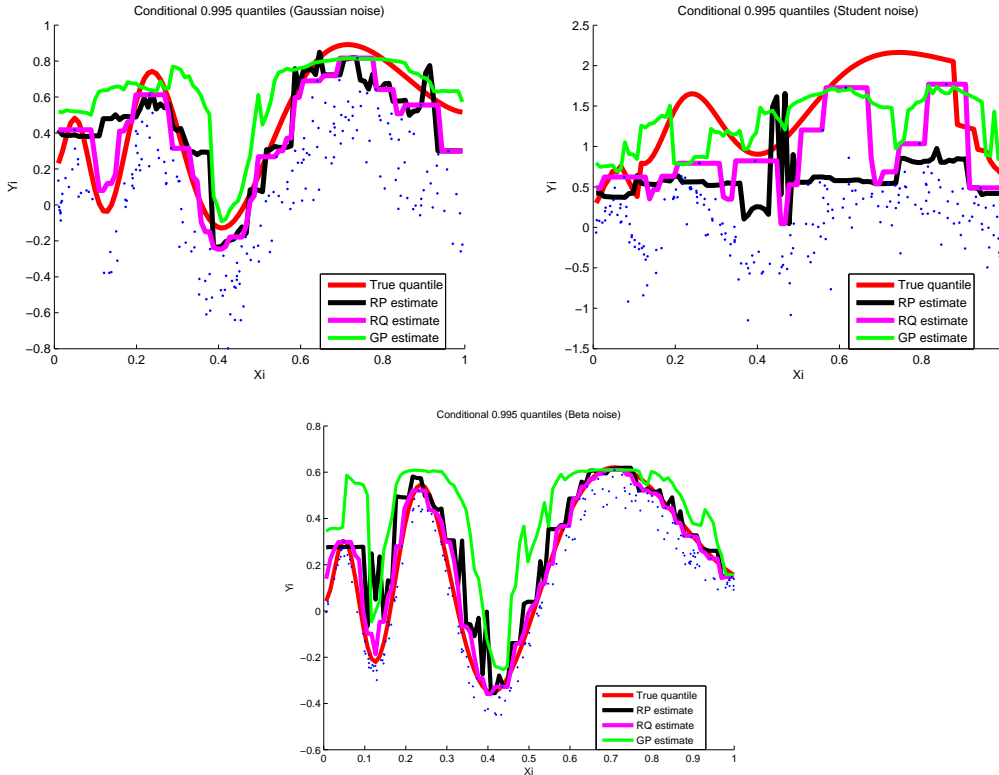 Conditional 0.995 quantiles (Gaussian noise)
1
0.8
0.6
0.4
0.2
0
−0.2
−0.4
−0.6
−0.8
Yi
0
0.2
0.4
0.6
0.8
1
Xi
True quantile
RP estimate
RQ estimate
GP estimate
Conditional 0.995 quantiles (Student noise)
2.5
2
1.5
1
0.5
0
−0.5
−1
−1.5
Yi
0
0.2
0.4
0.6
0.8
Xi
True quantile
RP estimate
RQ estimate
GP estimate
Conditional 0.995 quantiles (Beta noise)
0.8
0.6
0.4
0.2
0
−0.2
−0.4
−0.6
Yi
0
0.1
0.2
0.3
0.4
0.5
0.6
0.7
0.8
0.9
1
Xi
True quantile
RP estimate
RQ estimate
GP estimate